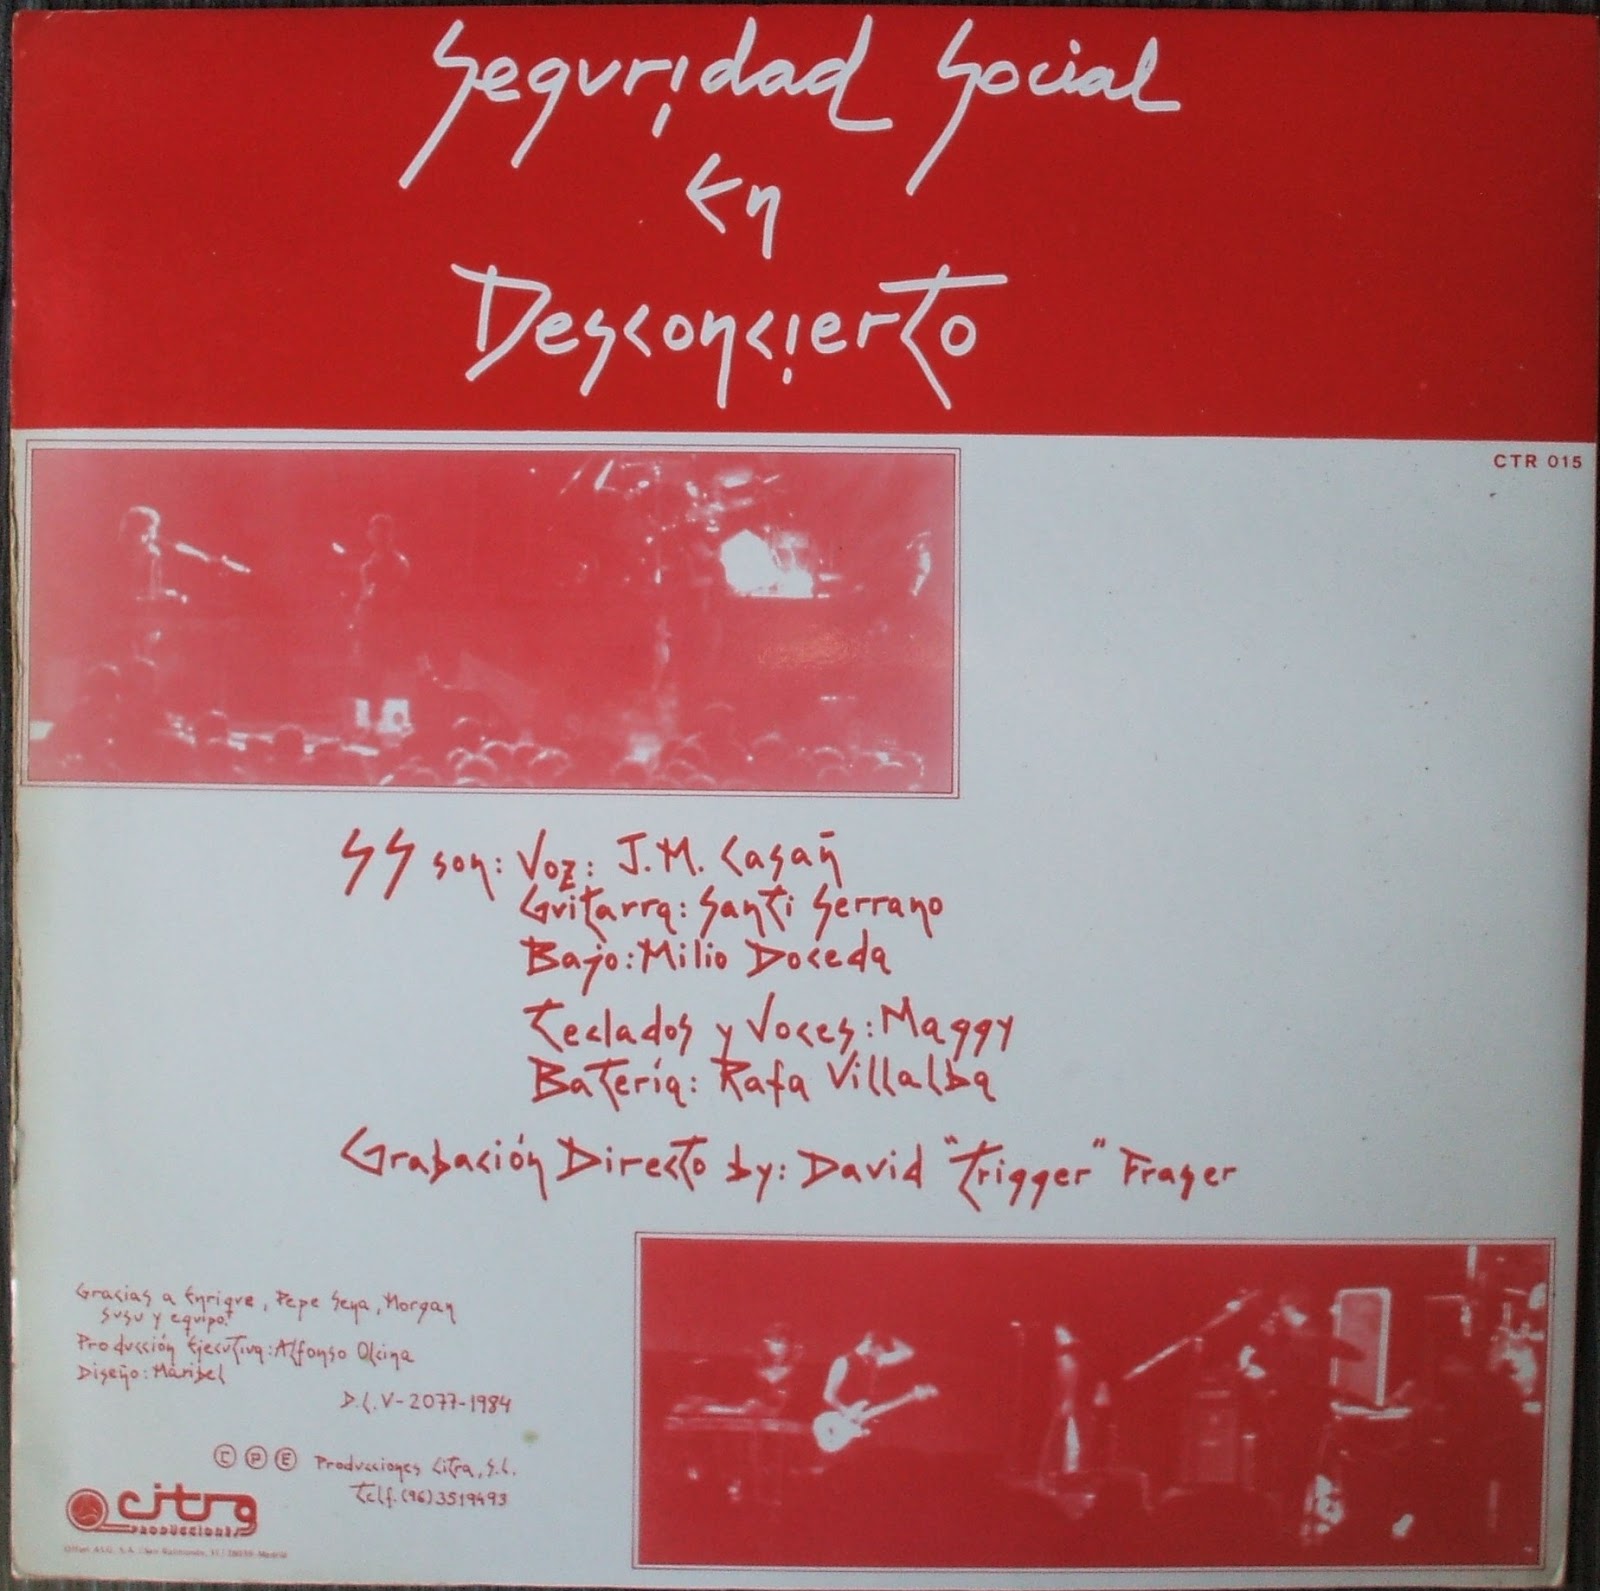 Seguridad Social
En
Desconcierto
CTR 015
SS son: Voz: J.M. Casañ
Guitarra: Santi Serrano
Bajo: Milio Doceda
Teclados y Voces: Maggy
Batería: Rafa Villalba
Grabación Directo by: David "Trigger" Fraser
Gracias a Enrique, Pepe Sena, Morgan
Susu y equipo.
Producción Ejecutiva: Alfonso Olcina
Diseño: Maribel
D.L. V-2077-1984
Ⓒ Ⓟ Ⓔ Producciones Citra, S.L.
Telf. (96) 3519493
citra
PRODUCCIONS